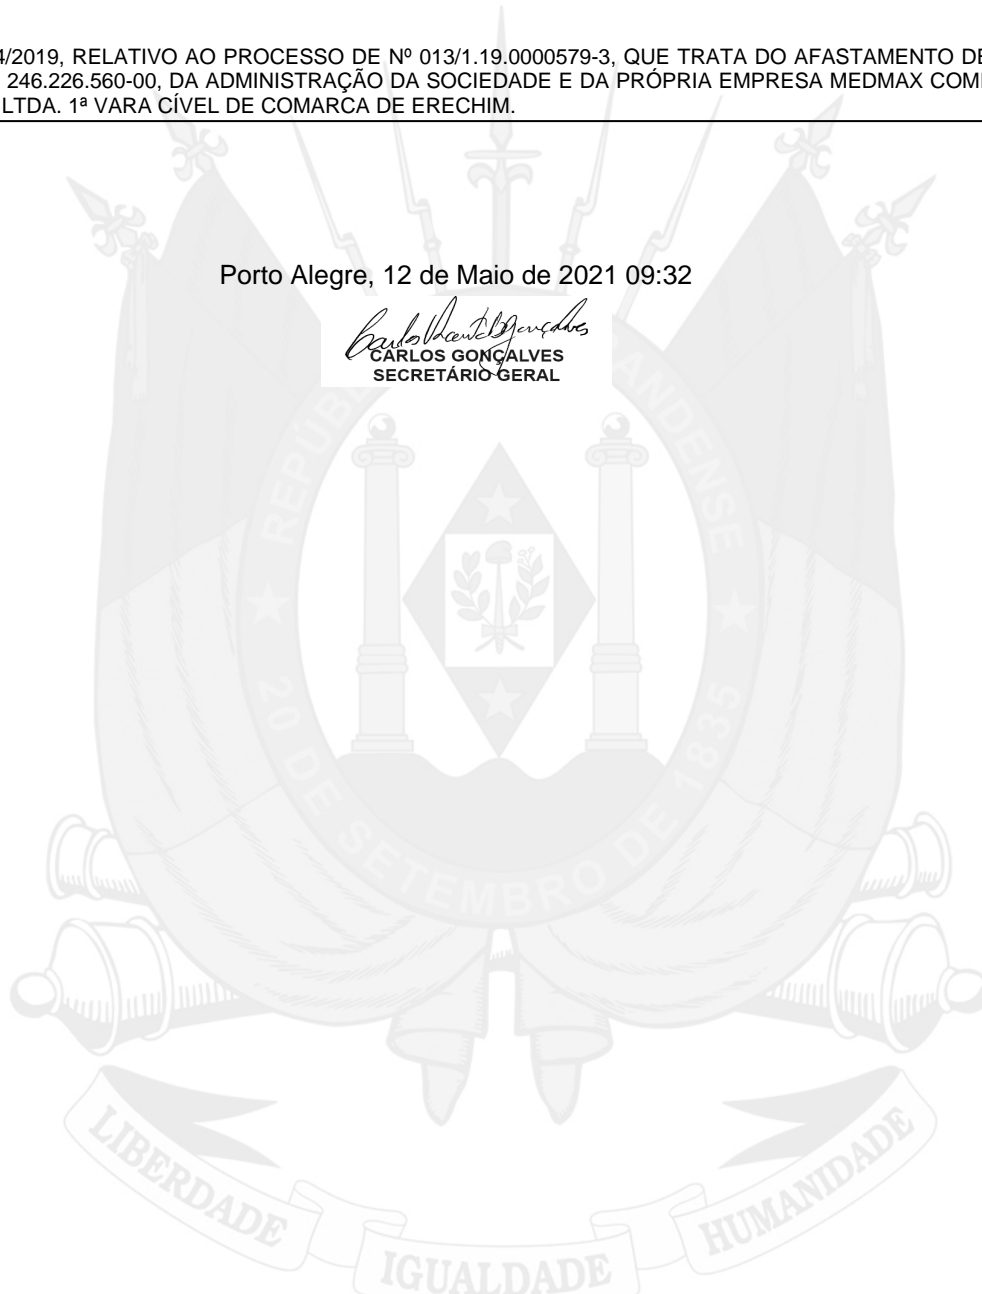 4/2019, RELATIVO AO PROCESSO DE Nº 013/1.19.0000579-3, QUE TRATA DO AFASTAMENTO DE
246.226.560-00, DA ADMINISTRAÇÃO DA SOCIEDADE E DA PRÓPRIA EMPRESA MEDMAX COM
LTDA. 1ª VARA CÍVEL DE COMARCA DE ERECHIM.
Porto Alegre, 12 de Maio de 2021 09:32
CARLOS GONÇALVES
SECRETÁRIO GERAL
20 DE SETEMBRO DE 1835
LIBERDADE
IGUALDADE
HUMANIDADE